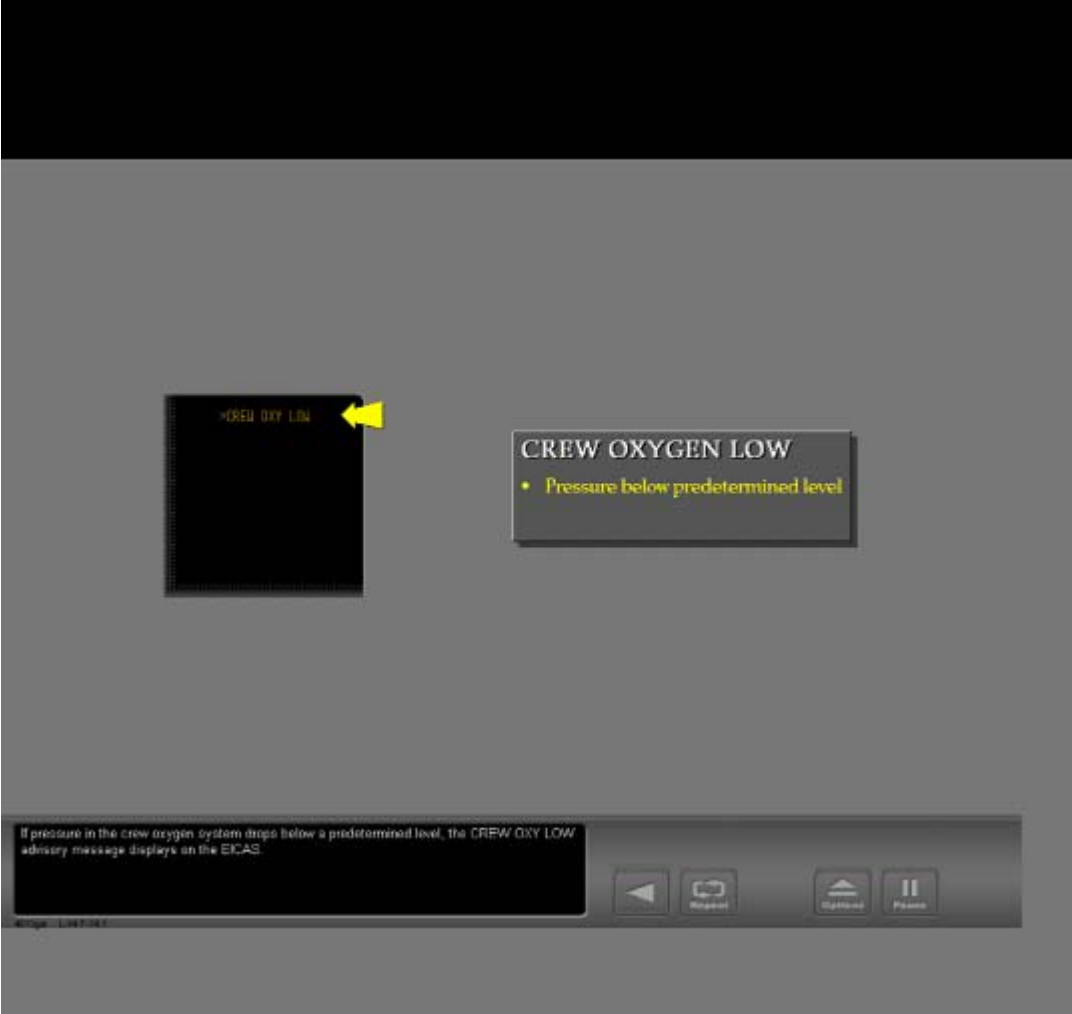 >CREW OXY LOW
CREW OXYGEN LOW
• Pressure below predetermined level
If pressure in the crew oxygen system drops below a predetermined level, the CREW OXY LOW
advisory message displays on the EICAS.
Repeat
Options
Pause